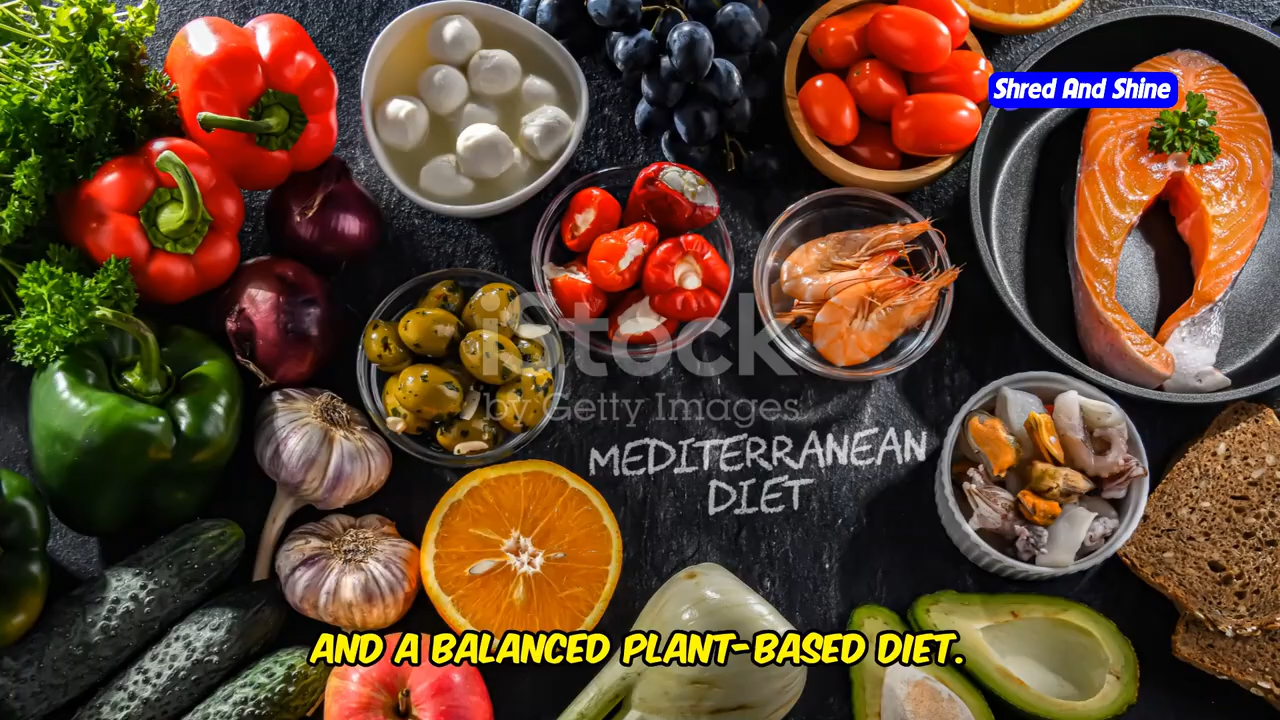 Shred And Shine
iStock
by Getty Images
MEDITERRANEAN
DIET
AND A BALANCED PLANT-BASED DIET.